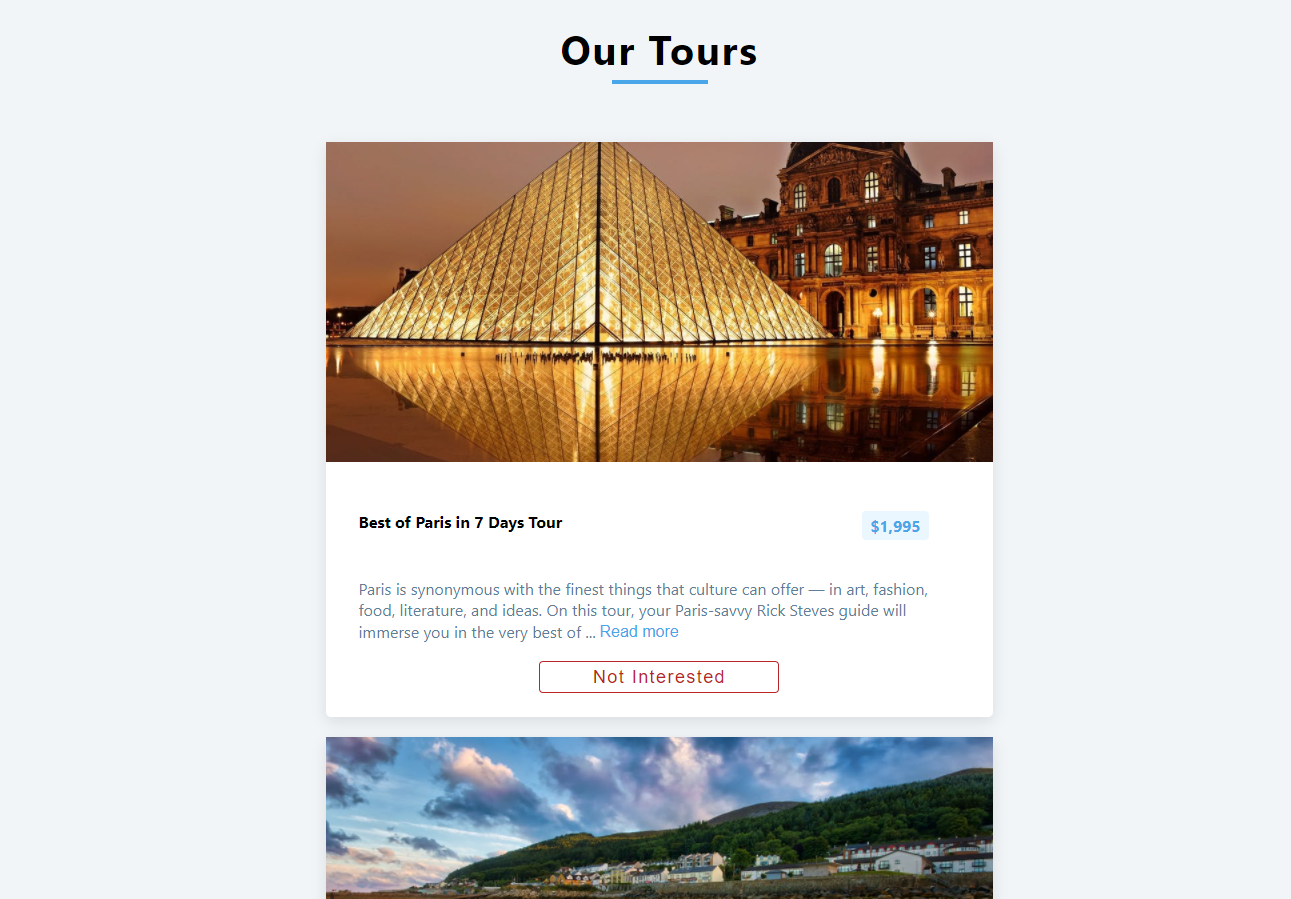 Our Tours
Best of Paris in 7 Days Tour
$1,995
Paris is synonymous with the finest things that culture can offer — in art, fashion,
food, literature, and ideas. On this tour, your Paris-savvy Rick Steves guide will
immerse you in the very best of ... Read more
Not Interested